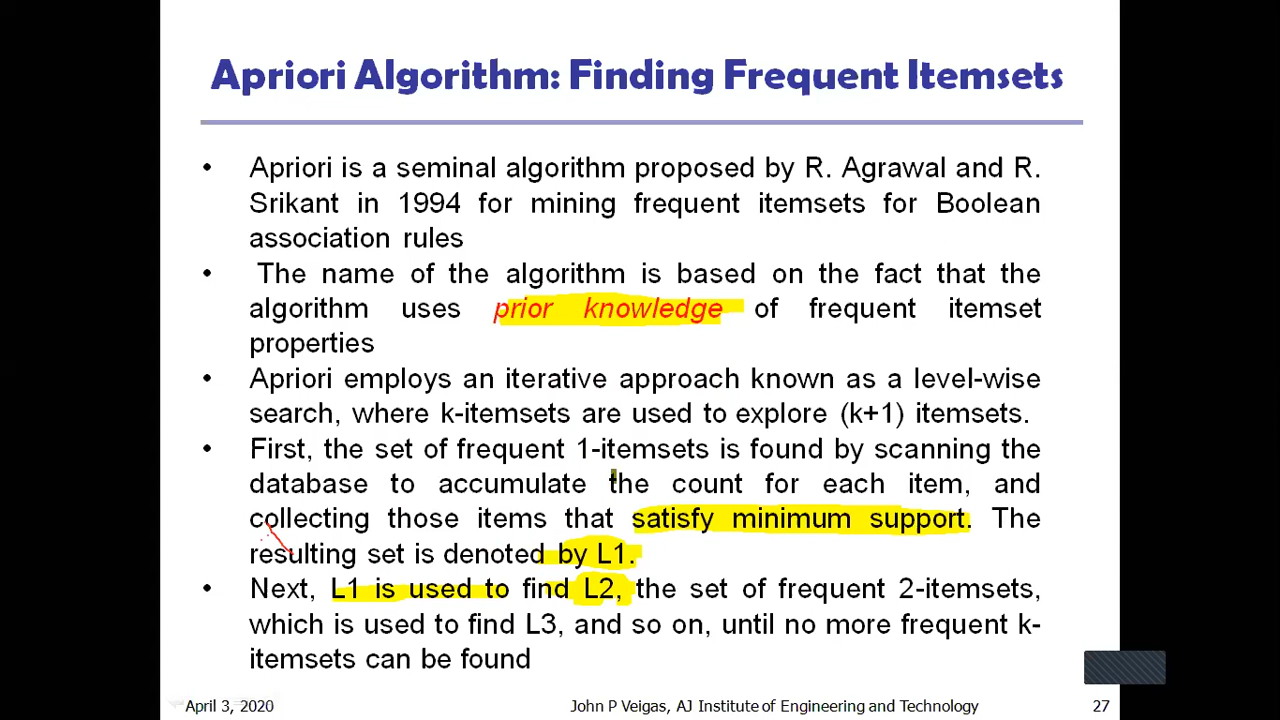 Apriori Algorithm: Finding Frequent Itemsets
• Apriori is a seminal algorithm proposed by R. Agrawal and R.
Srikant in 1994 for mining frequent itemsets for Boolean
association rules
• The name of the algorithm is based on the fact that the
algorithm uses prior knowledge of frequent itemset
properties
• Apriori employs an iterative approach known as a level-wise
search, where k-itemsets are used to explore (k+1) itemsets.
• First, the set of frequent 1-itemsets is found by scanning the
database to accumulate the count for each item, and
collecting those items that satisfy minimum support. The
resulting set is denoted by L1.
• Next, L1 is used to find L2, the set of frequent 2-itemsets,
which is used to find L3, and so on, until no more frequent k-
itemsets can be found
April 3, 2020 John P Veigas, AJ Institute of Engineering and Technology 27